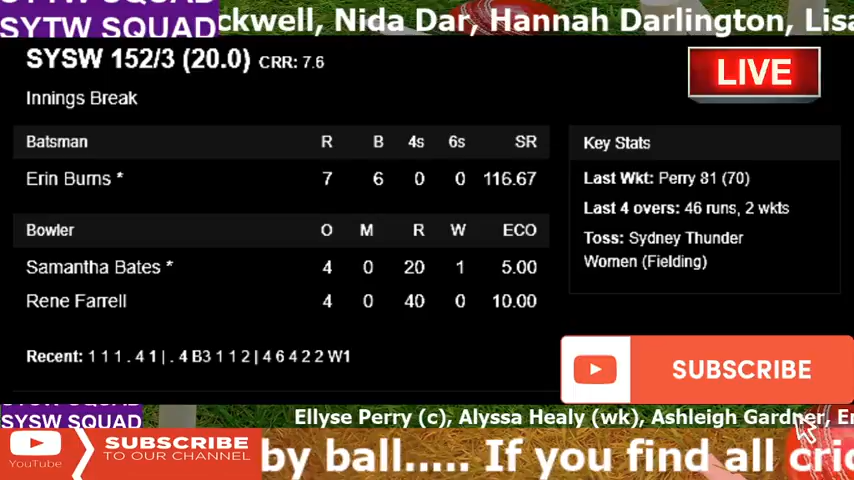 SYTW SQUAD
ckwell, Nida Dar, Hannah Darlington, Lisa
SYSW 152/3 (20.0) CRR: 7.6
LIVE
Innings Break
Batsman R B 4s 6s SR
Erin Burns * 7 6 0 0 116.67
Bowler O M R W ECO
Samantha Bates * 4 0 20 1 5.00
Rene Farrell 4 0 40 0 10.00
Key Stats
Last Wkt: Perry 81 (70)
Last 4 overs: 46 runs, 2 wkts
Toss: Sydney Thunder
Women (Fielding)
Recent: 1 1 1 . 4 1 | . 4 B3 1 1 2 | 4 6 4 2 2 W1
SUBSCRIBE
SYSW SQUAD
Ellyse Perry (c), Alyssa Healy (wk), Ashleigh Gardner, Er
YouTube
SUBSCRIBE
TO OUR CHANNEL
by ball..... If you find all cric